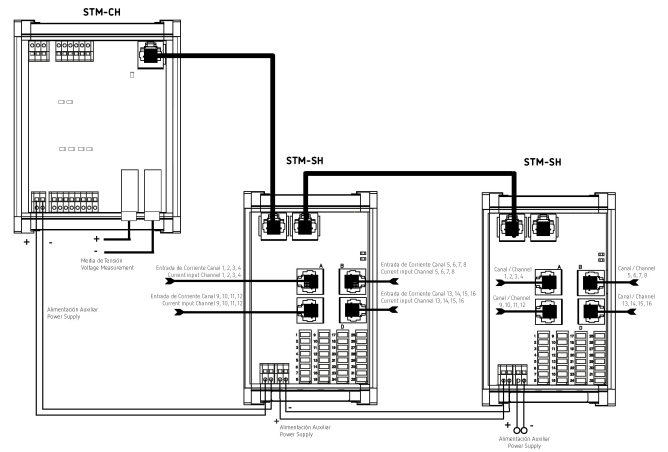 STM-CH
STM-SH
STM-SH
+
-
+
-
Medida de Tensión
Voltage Measurement
Alimentación Auxiliar
Power Supply
Entrada de Corriente Canal 1, 2, 3, 4
Current input Channel 1, 2, 3, 4
Entrada de Corriente Canal 9, 10, 11, 12
Current input Channel 9, 10, 11, 12
A
B
D
Entrada de Corriente Canal 5, 6, 7, 8
Current input Channel 5, 6, 7, 8
Entrada de Corriente Canal 13, 14, 15, 16
Current input Channel 13, 14, 15, 16
Canal / Channel
1, 2, 3, 4
Canal / Channel
9, 10, 11, 12
A
D
Canal / Channel
5, 6, 7, 8
Canal / Channel
13, 14, 15, 16
+
-
Alimentación Auxiliar
Power Supply
+
-
Alimentación Auxiliar
Power Supply